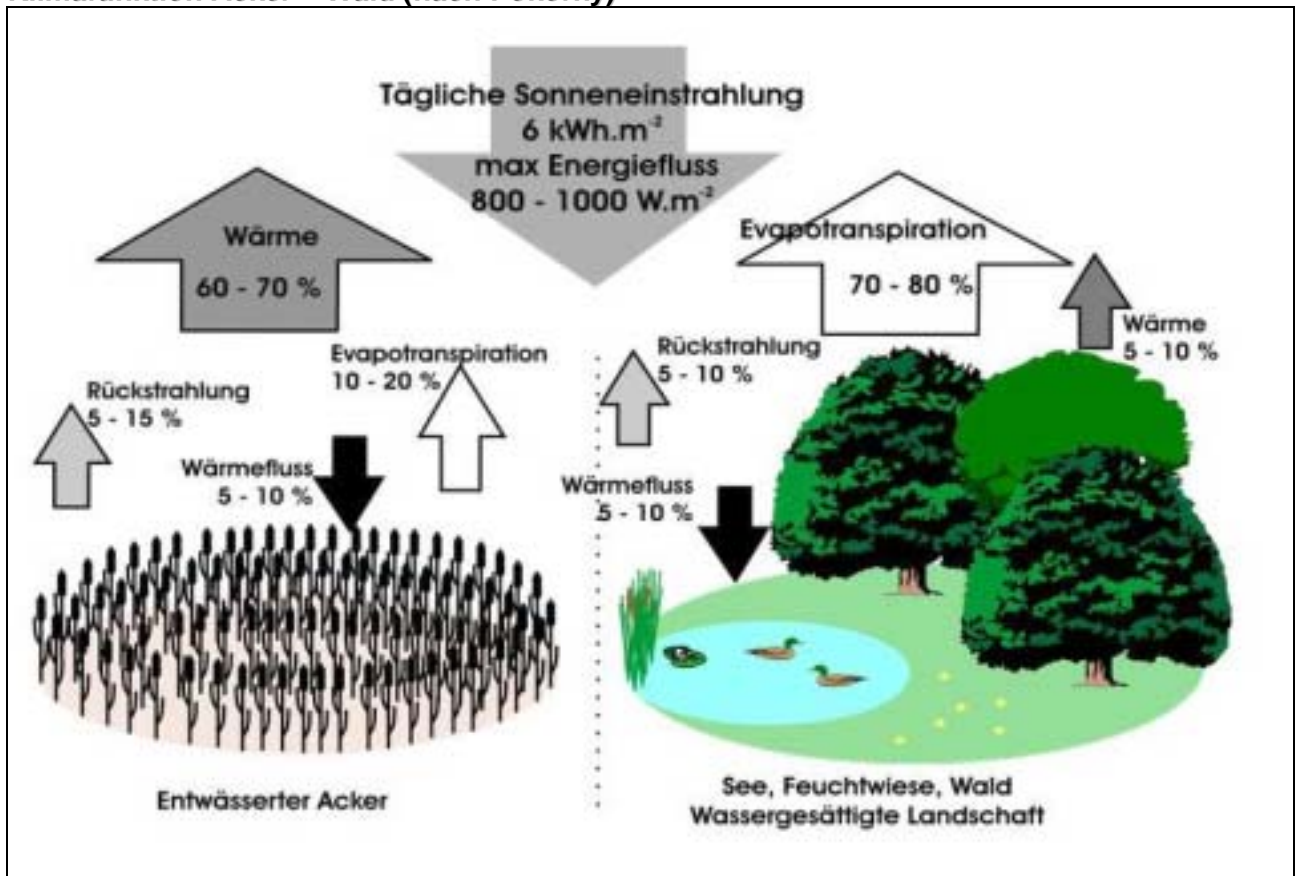 Tägliche Sonneneinstrahlung
6 kWh.m⁻²
max Energiefluss
800 - 1000 W.m⁻²
Wärme
60 - 70 %
Evapotranspiration
10 - 20 %
Rückstrahlung
5 - 15 %
Wärmefluss
5 - 10 %
Entwässerter Acker
Evapotranspiration
70 - 80 %
Wärme
5 - 10 %
Rückstrahlung
5 - 10 %
Wärmefluss
5 - 10 %
See, Feuchtwiese, Wald
Wassergesättigte Landschaft